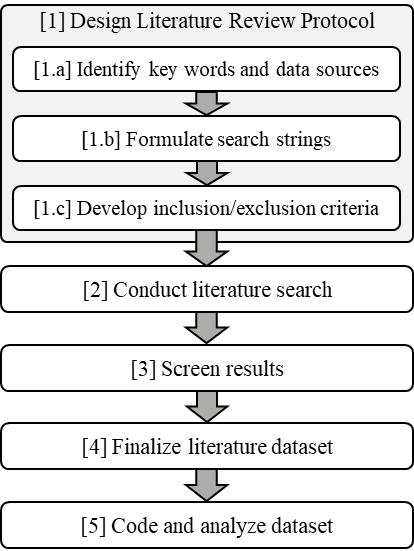 [1] Design Literature Review Protocol
[1.a] Identify key words and data sources
[1.b] Formulate search strings
[1.c] Develop inclusion/exclusion criteria
[2] Conduct literature search
[3] Screen results
[4] Finalize literature dataset
[5] Code and analyze dataset